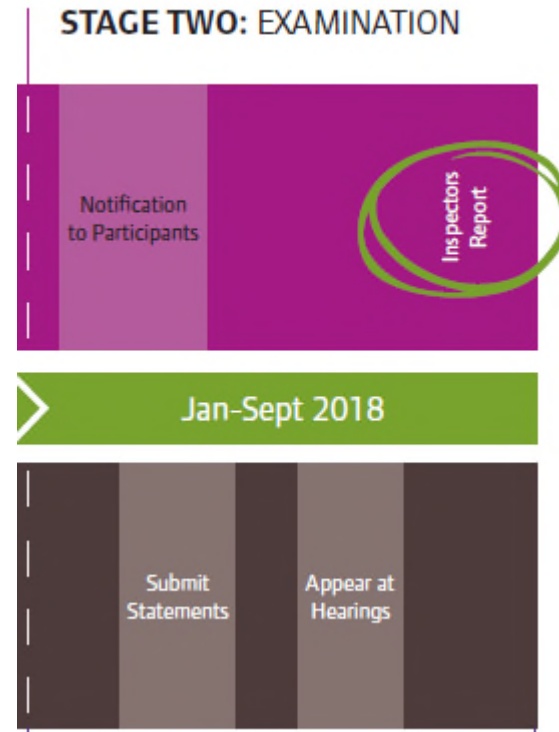 STAGE TWO: EXAMINATION
Notification
to Participants
Inspectors
Report
Jan-Sept 2018
Submit
Statements
Appear at
Hearings